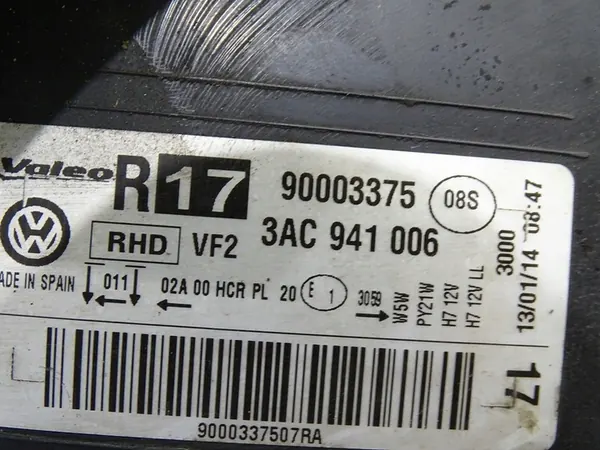 Valeo R 17 90003375 08S
RHD VF2 3AC 941 006
MADE IN SPAIN 011 02A 00 HCR PL 20 E 1 3059
W5W
PY21W
H7 12V
H7 12V LL
3000
13/01/14 08:47
17
9000337507RA